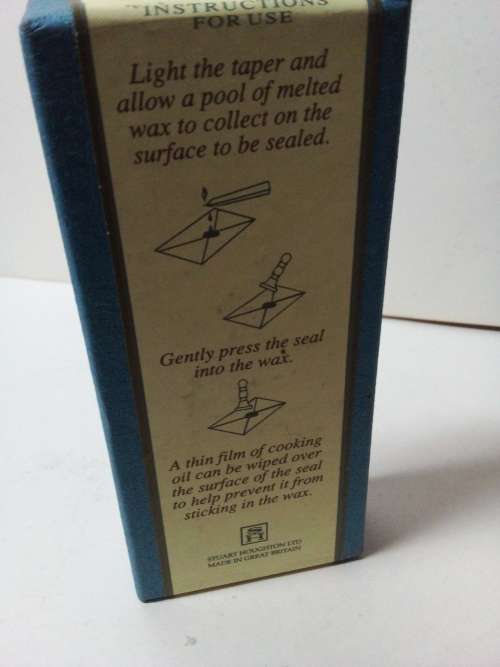 INSTRUCTIONS
FOR USE
Light the taper and
allow a pool of melted
wax to collect on the
surface to be sealed.
Gently press the seal
into the wax.
A thin film of cooking
oil can be wiped over
the surface of the seal
to help prevent it from
sticking in the wax.
STUART HOUGHTON LTD
MADE IN GREAT BRITAIN